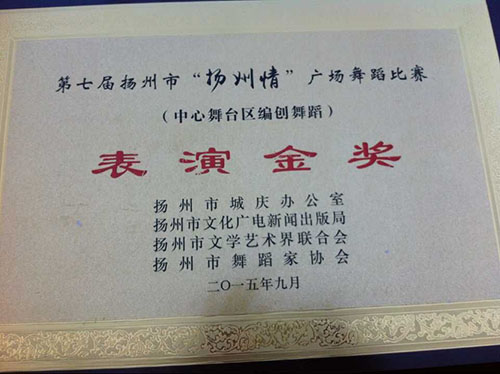 第七届扬州市“扬州情”广场舞蹈比赛
（中心舞台区编创舞蹈）
表演金奖
扬州市城庆办公室
扬州市文化广电新闻出版局
扬州市文学艺术界联合会
扬州市舞蹈家协会
二〇一五年九月